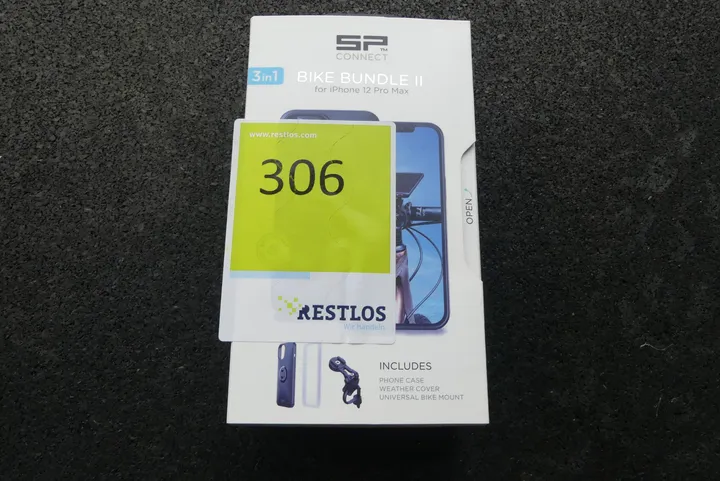 SP™
CONNECT
3in1
BIKE BUNDLE II
for iPhone 12 Pro Max
www.restlos.com
306
OPEN
RESTLOS
INCLUDES
PHONE CASE
WEATHER COVER
UNIVERSAL BIKE MOUNT